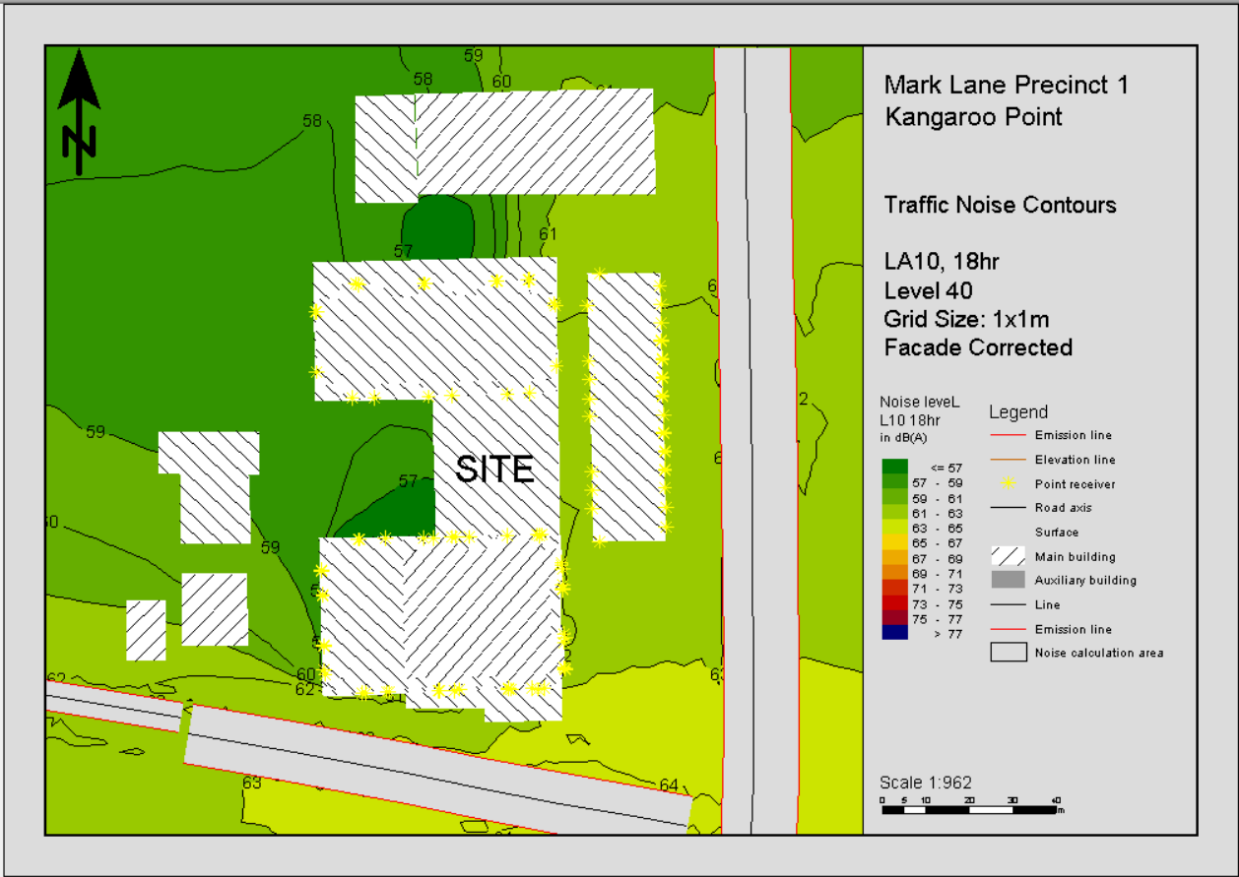 59
58
60
58
N
57
61
59
57
SITE
59
60
62
62
63
64
Mark Lane Precinct 1
Kangaroo Point
Traffic Noise Contours
LA10, 18hr
Level 40
Grid Size: 1x1m
Facade Corrected
Noise leveL
L10 18hr
in dB(A)
<= 57
57 - 59
59 - 61
61 - 63
63 - 65
65 - 67
67 - 69
69 - 71
71 - 73
73 - 75
75 - 77
> 77
Legend
Emission line
Elevation line
Point receiver
Road axis
Surface
Main building
Auxiliary building
Line
Emission line
Noise calculation area
Scale 1:962
0 5 10 20 30 40
m